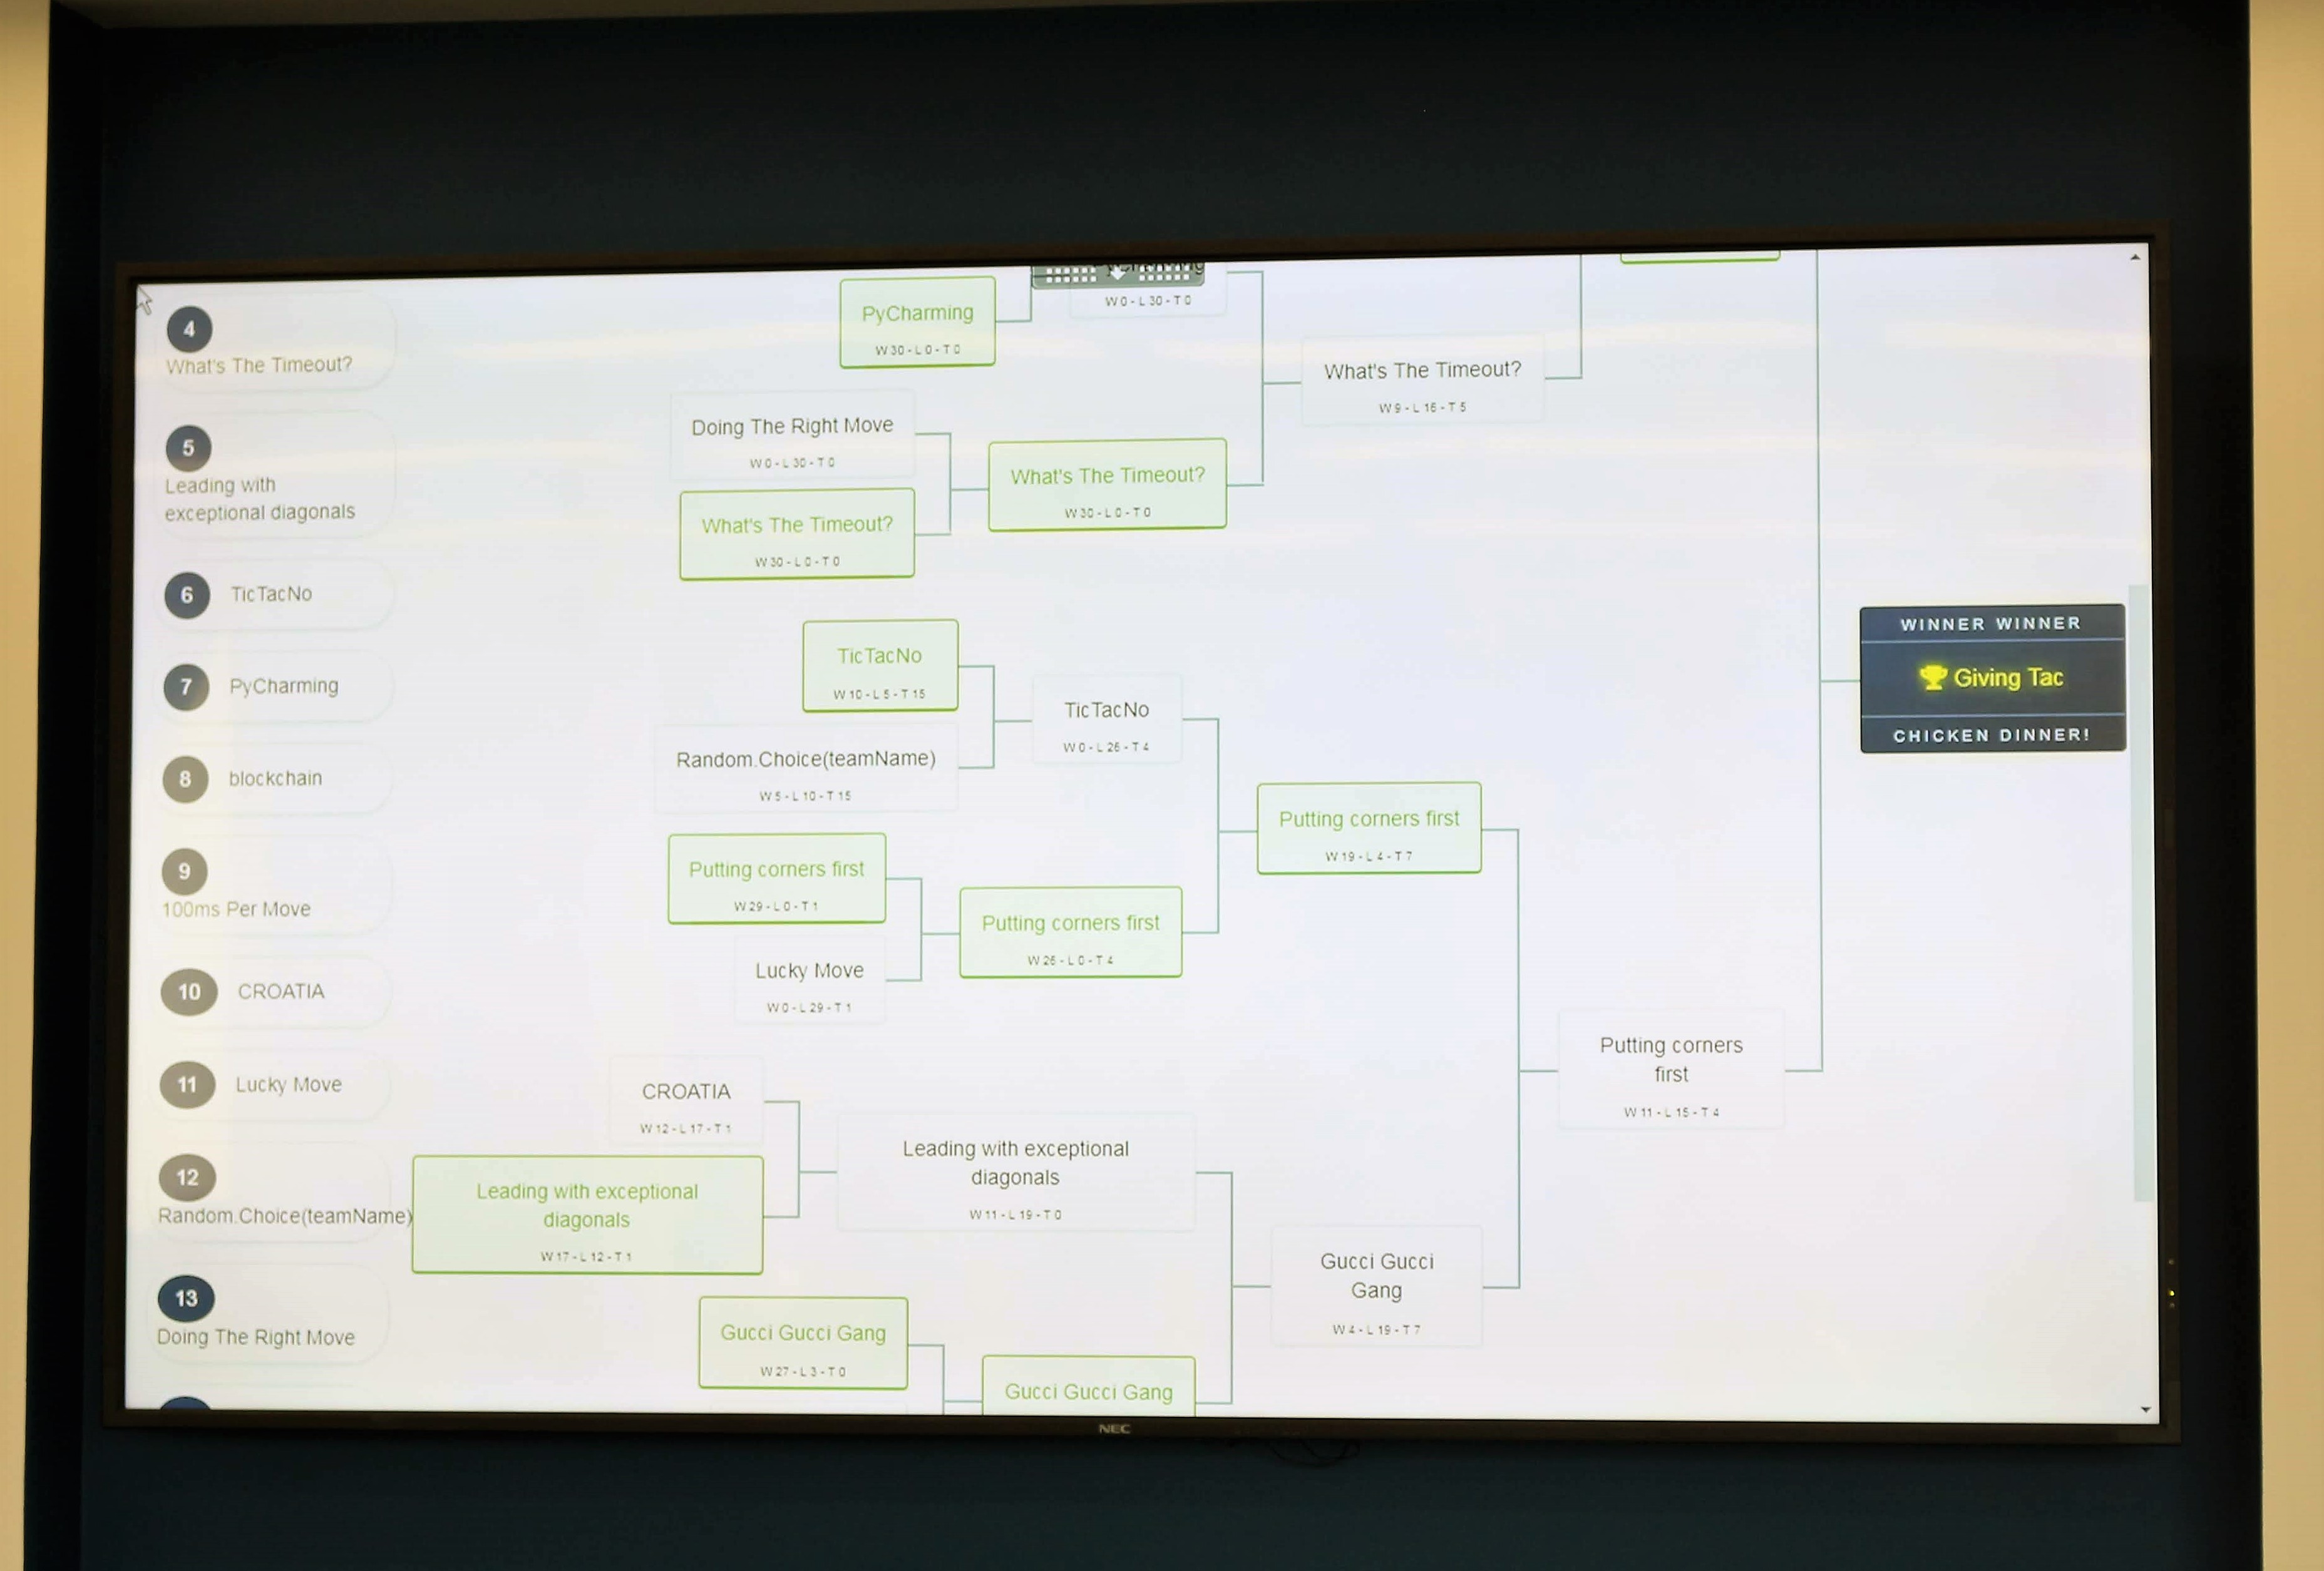 4
What's The Timeout?
5
Leading with
exceptional diagonals
6 TicTacNo
7 PyCharming
8 blockchain
9
100ms Per Move
10 CROATIA
11 Lucky Move
12
Random.Choice(teamName)
13
Doing The Right Move
PyCharming
W 30 - L 0 - T 0
W 0 - L 30 - T 0
What's The Timeout?
W 9 - L 16 - T 5
Doing The Right Move
W 0 - L 30 - T 0
What's The Timeout?
W 30 - L 0 - T 0
What's The Timeout?
W 30 - L 0 - T 0
TicTacNo
W 10 - L 5 - T 15
Random.Choice(teamName)
W 5 - L 10 - T 15
TicTacNo
W 0 - L 26 - T 4
Putting corners first
W 29 - L 0 - T 1
Lucky Move
W 0 - L 29 - T 1
Putting corners first
W 26 - L 0 - T 4
Putting corners first
W 19 - L 4 - T 7
CROATIA
W 12 - L 17 - T 1
Leading with exceptional
diagonals
W 17 - L 12 - T 1
Leading with exceptional
diagonals
W 11 - L 19 - T 0
Gucci Gucci Gang
W 27 - L 3 - T 0
Gucci Gucci Gang
Gucci Gucci
Gang
W 4 - L 19 - T 7
Putting corners
first
W 11 - L 15 - T 4
WINNER WINNER
Giving Tac
CHICKEN DINNER!
NEC